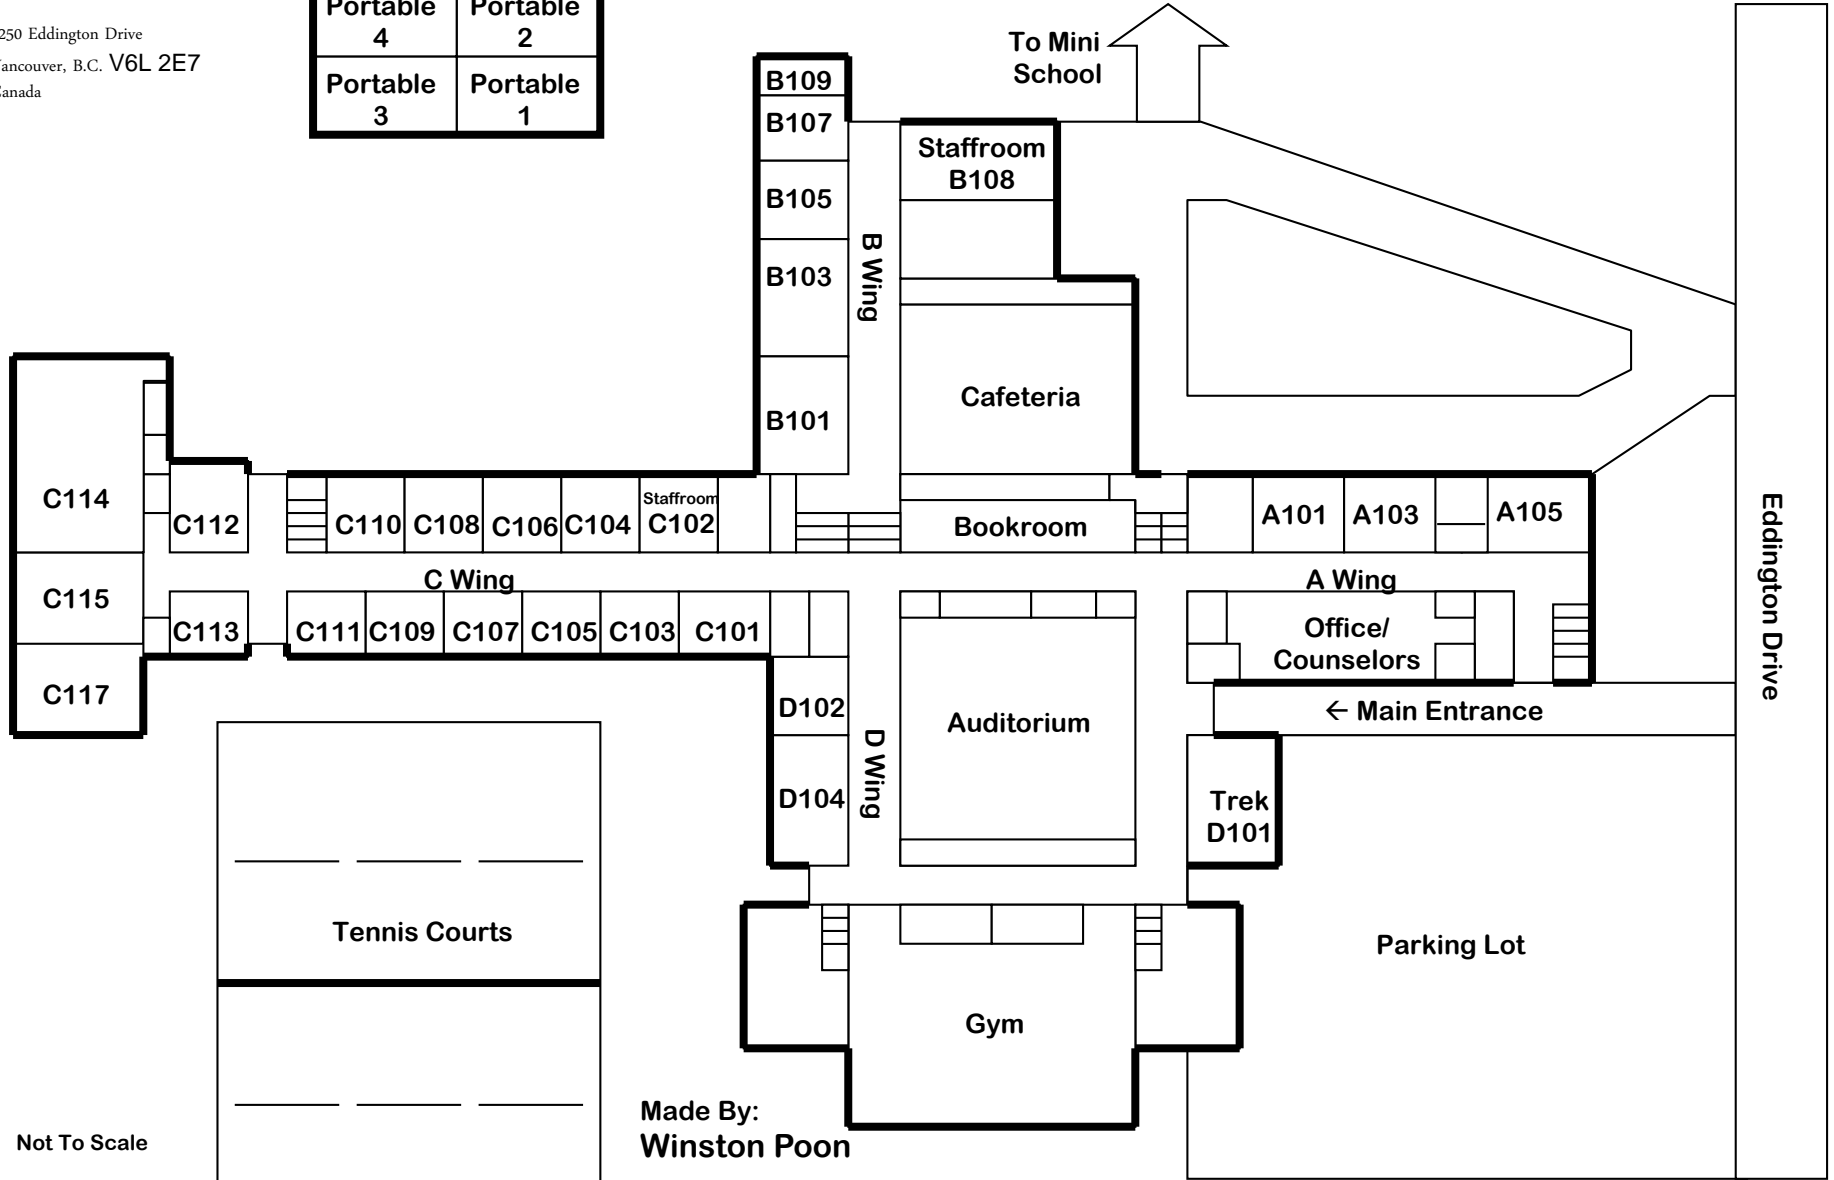 250 Eddington Drive
ancouver, B.C. V6L 2E7
Canada
Portable
4
Portable
2
Portable
3
Portable
1
To Mini
School
B109
B107
B105
B103
B101
B Wing
Staffroom
B108
Cafeteria
Bookroom
C114
C115
C117
C112
C113
C110
C108
C106
C104
Staffroom
C102
C Wing
C111
C109
C107
C105
C103
C101
A101
A103
A105
A Wing
Office/
Counselors
← Main Entrance
Eddington Drive
D102
D104
D Wing
Auditorium
Trek
D101
Tennis Courts
Gym
Parking Lot
Made By:
Winston Poon
Not To Scale